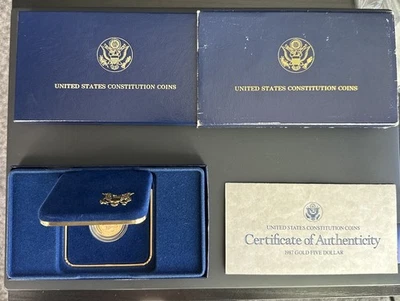 UNITED STATES CONSTITUTION COINS
UNITED STATES CONSTITUTION COINS
UNITED STATES CONSTITUTION COINS
Certificate of Authenticity
1987 GOLD FIVE DOLLAR